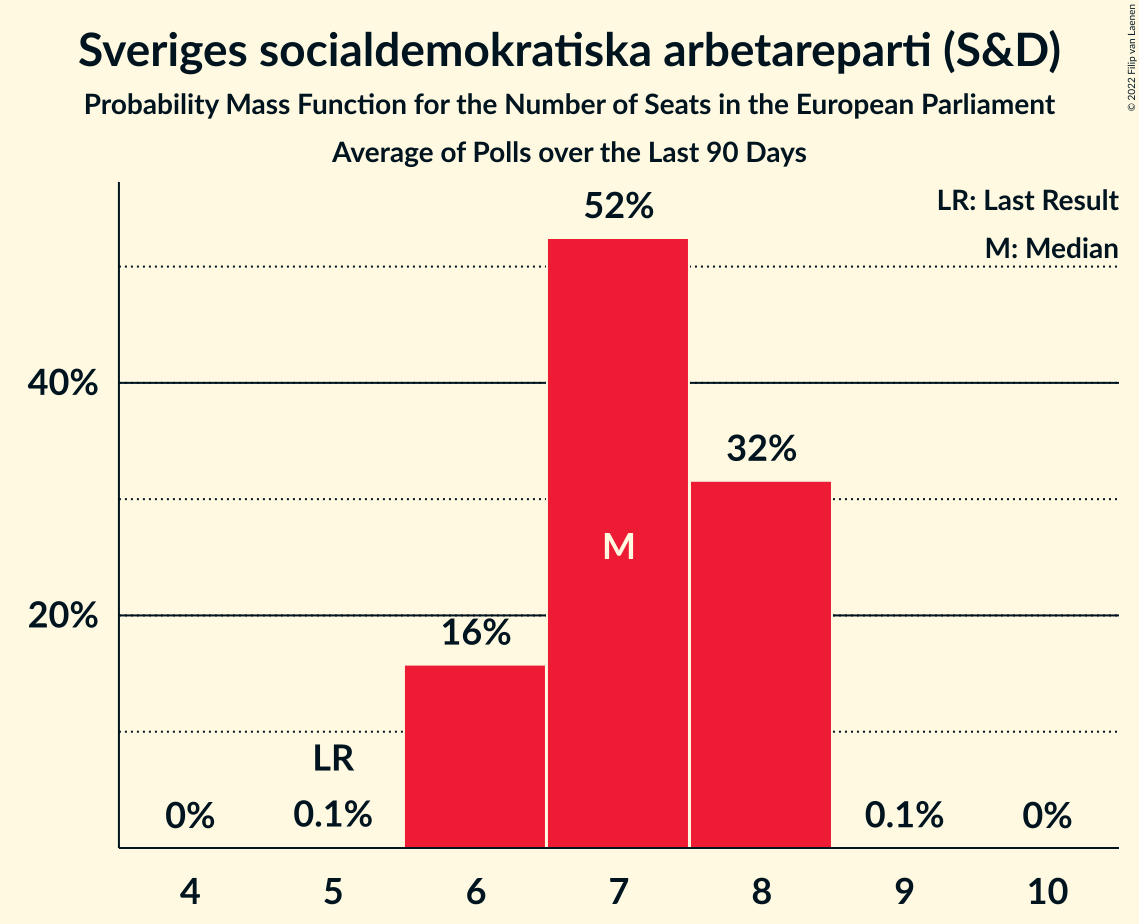 Sveriges socialdemokratiska arbetareparti (S&D)
Probability Mass Function for the Number of Seats in the European Parliament
Average of Polls over the Last 90 Days
© 2022 Filip van Laenen
LR: Last Result
M: Median
52%
40%
32%
M
20%
16%
LR
0% 0.1% 0.1% 0%
4 5 6 7 8 9 10